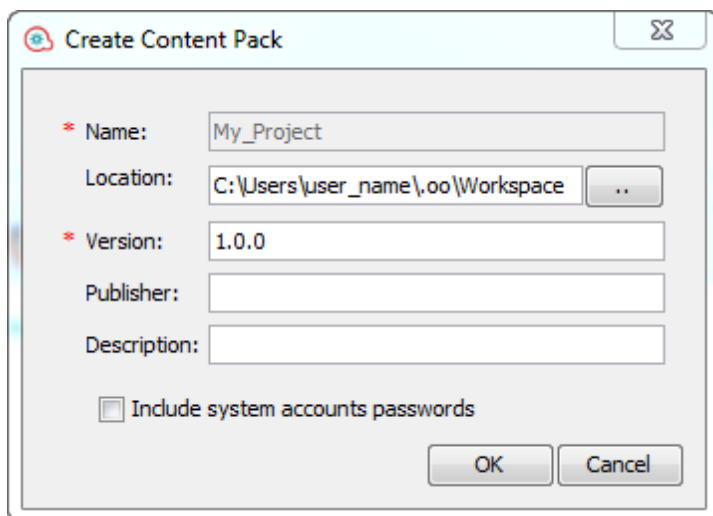 Create Content Pack
* Name: My_Project
Location: C:\Users\user_name\.oo\Workspace ..
* Version: 1.0.0
Publisher:
Description:
Include system accounts passwords
OK Cancel